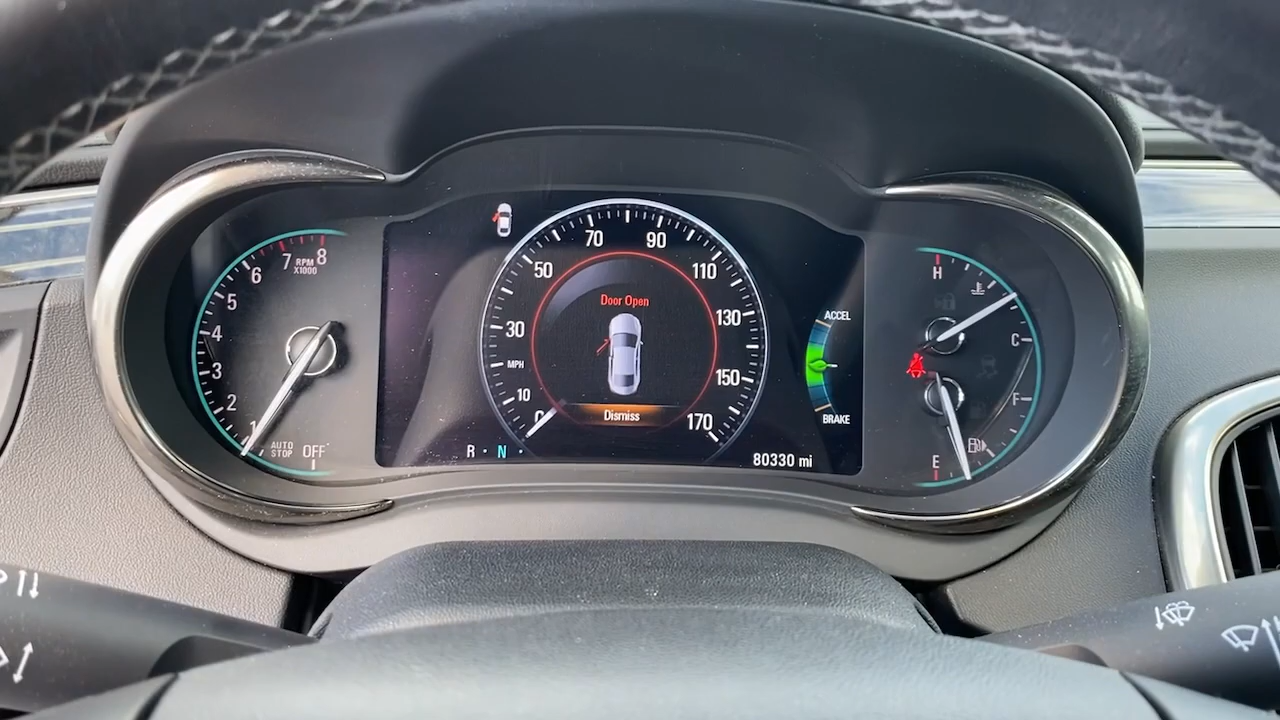 8
7
RPM
X1000
6
5
4
3
2
1
AUTO
STOP
OFF
70
90
50
110
30
130
MPH
150
10
170
Door Open
Dismiss
R · N ·
80330 mi
ACCEL
BRAKE
H
C
F
E